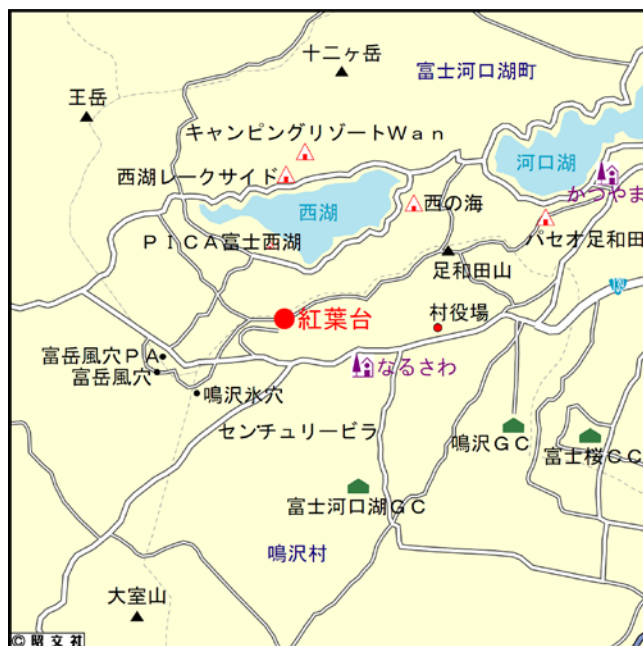 十二ヶ岳
富士河口湖町
王岳
キャンピングリゾートＷａｎ
河口湖
西湖レークサイド
かつやま
西の海
西湖
パセオ足和田
ＰＩＣＡ富士西湖
足和田山
139
紅葉台
村役場
富岳風穴ＰＡ
なるさわ
富岳風穴
鳴沢氷穴
センチュリービラ
鳴沢ＧＣ
富士桜ＣＣ
富士河口湖ＧＣ
鳴沢村
大室山
©昭文社